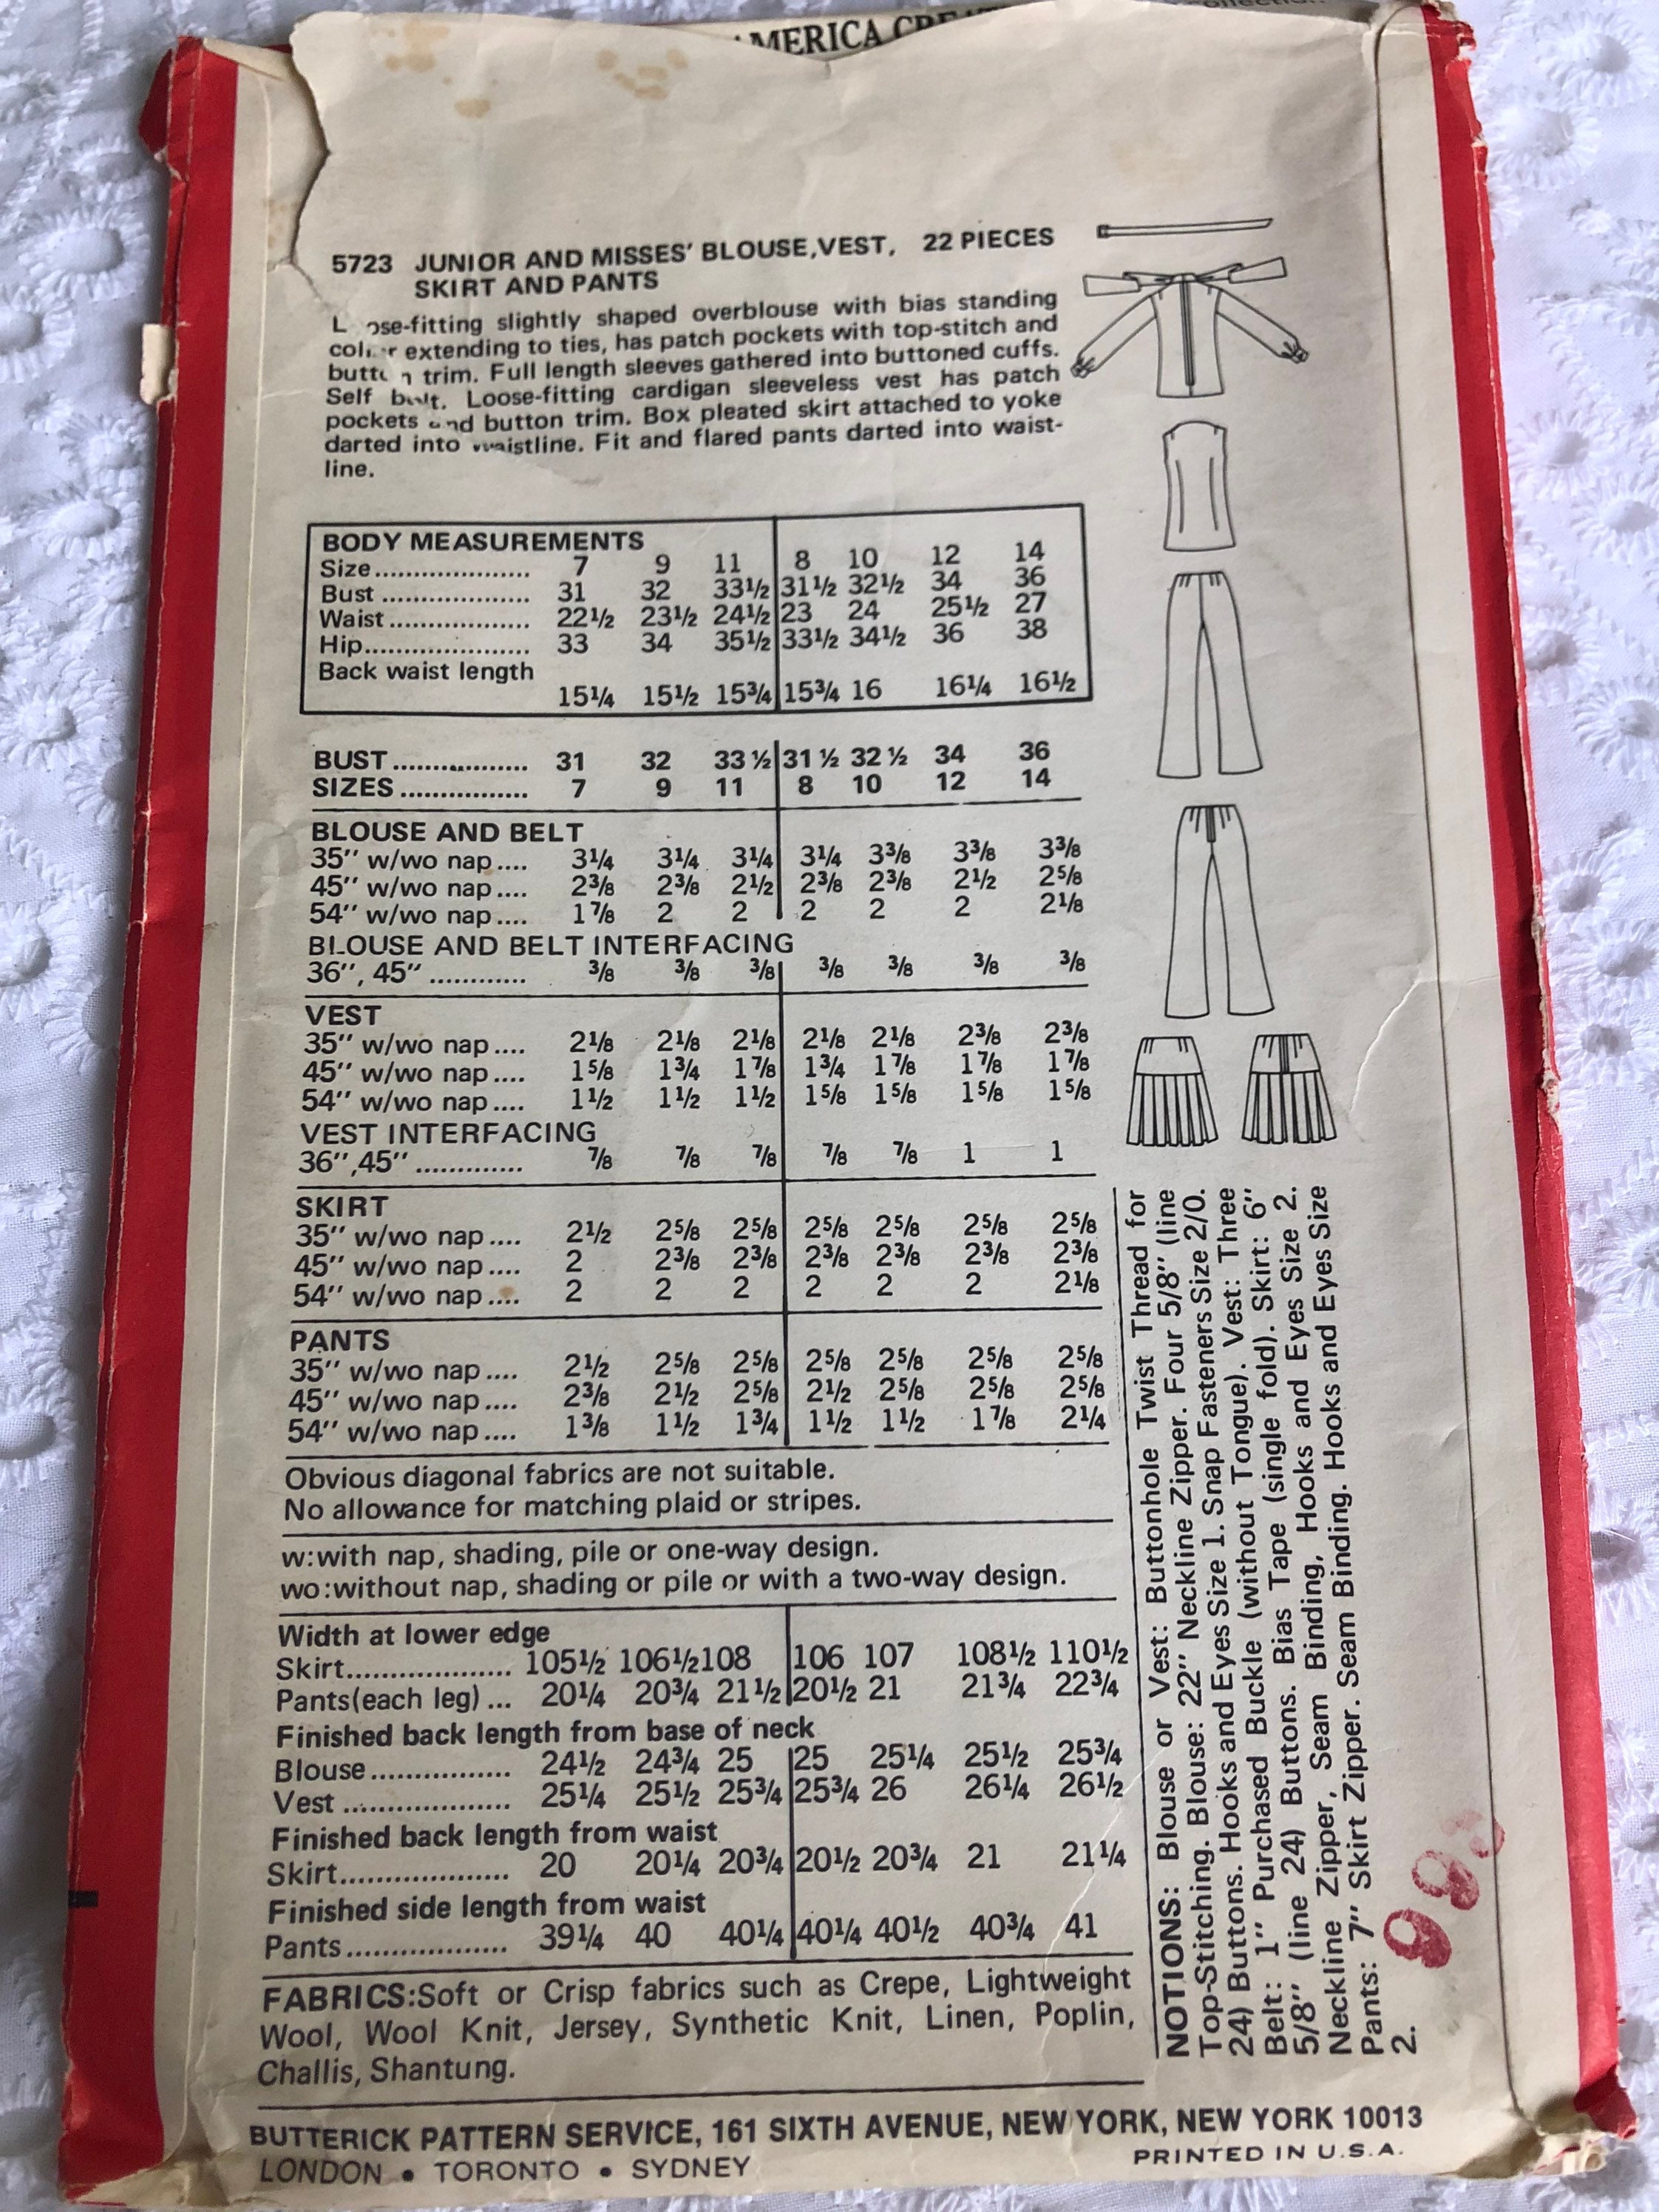 AMERICA
5723 JUNIOR AND MISSES' BLOUSE, VEST, 22 PIECES
SKIRT AND PANTS
L ose-fitting slightly shaped overblouse with bias standing
col r extending to ties, has patch pockets with top-stitch and
butt n trim. Full length sleeves gathered into buttoned cuffs.
Self belt. Loose-fitting cardigan sleeveless vest has patch
pockets and button trim. Box pleated skirt attached to yoke
darted into waistline. Fit and flared pants darted into waist-
line.
BODY MEASUREMENTS
Size.................... 7 9 11 8 10 12 14
Bust ................... 31 32 33½ 31½ 32½ 34 36
Waist .................. 22½ 23½ 24½ 23 24 25½ 27
Hip..................... 33 34 35½ 33½ 34½ 36 38
Back waist length
15¼ 15½ 15¾ 15¾ 16 16¼ 16½
BUST ................. 31 32 33 ½ 31 ½ 32 ½ 34 36
SIZES ................ 7 9 11 8 10 12 14
BLOUSE AND BELT
35" w/wo nap .... 3¼ 3¼ 3¼ 3¼ 3⅜ 3⅜ 3⅜
45" w/wo nap .... 2⅜ 2⅜ 2½ 2⅜ 2⅜ 2½ 2⅝
54" w/wo nap .... 1⅞ 2 2 2 2 2 2⅛
BLOUSE AND BELT INTERFACING
36", 45" ............ ⅜ ⅜ ⅜ ⅜ ⅜ ⅜ ⅜
VEST
35" w/wo nap .... 2⅛ 2⅛ 2⅛ 2⅛ 2⅛ 2⅜ 2⅜
45" w/wo nap .... 1⅝ 1¾ 1⅞ 1¾ 1⅞ 1⅞ 1⅞
54" w/wo nap .... 1½ 1½ 1½ 1⅝ 1⅝ 1⅝ 1⅝
VEST INTERFACING
36",45" ............. ⅞ ⅞ ⅞ ⅞ ⅞ 1 1
SKIRT
35" w/wo nap .... 2½ 2⅝ 2⅝ 2⅝ 2⅝ 2⅝ 2⅝
45" w/wo nap .... 2 2⅜ 2⅜ 2⅜ 2⅜ 2⅜ 2⅜
54" w/wo nap .... 2 2 2 2 2 2 2⅛
PANTS
35" w/wo nap .... 2½ 2⅝ 2⅝ 2⅝ 2⅝ 2⅝ 2⅝
45" w/wo nap .... 2⅜ 2½ 2⅝ 2½ 2⅝ 2⅝ 2⅝
54" w/wo nap .... 1⅜ 1½ 1¾ 1½ 1½ 1⅞ 2¼
Obvious diagonal fabrics are not suitable.
No allowance for matching plaid or stripes.
w:with nap, shading, pile or one-way design.
wo:without nap, shading or pile or with a two-way design.
Width at lower edge
Skirt.................... 105½ 106½ 108 106 107 108½ 110½
Pants(each leg) ... 20¼ 20¾ 21½ 20½ 21 21¾ 22¾
Finished back length from base of neck
Blouse ................. 24½ 24¾ 25 25 25¼ 25½ 25¾
Vest .................... 25¼ 25½ 25¾ 25¾ 26 26¼ 26½
Finished back length from waist
Skirt.................... 20 20¼ 20¾ 20½ 20¾ 21 21¼
Finished side length from waist
Pants................... 39¼ 40 40¼ 40¼ 40½ 40¾ 41
FABRICS:Soft or Crisp fabrics such as Crepe, Lightweight
Wool, Wool Knit, Jersey, Synthetic Knit, Linen, Poplin,
Challis, Shantung.
NOTIONS: Blouse or Vest: Buttonhole Twist Thread for
Top-Stitching. Blouse: 22" Neckline Zipper. Four 5/8" (line
24) Buttons. Hooks and Eyes Size 1. Snap Fasteners Size 2/0.
Belt: 1" Purchased Buckle (without Tongue). Vest: Three
5/8" (line 24) Buttons. Bias Tape (single fold). Skirt: 6"
Neckline Zipper, Seam Binding, Hooks and Eyes Size 2.
Pants: 7" Skirt Zipper. Seam Binding. Hooks and Eyes Size
2.
993
BUTTERICK PATTERN SERVICE, 161 SIXTH AVENUE, NEW YORK, NEW YORK 10013
PRINTED IN U.S.A.
LONDON • TORONTO • SYDNEY